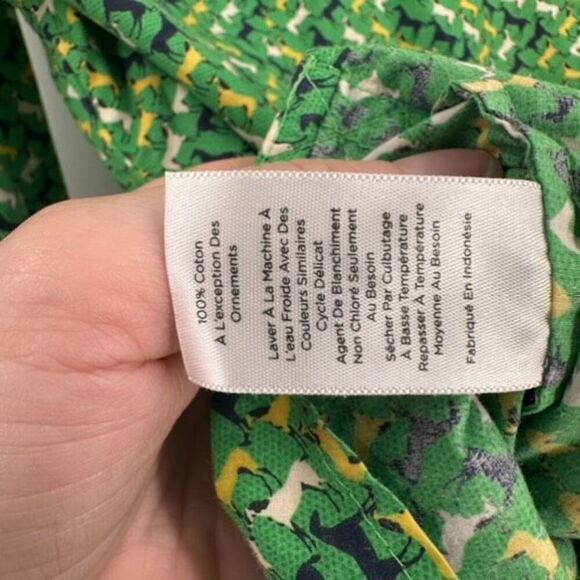 100% Coton
À L'exception Des
Ornements
Laver À La Machine À
L'eau Froide Avec Des
Couleurs Similaires
Cycle Délicat
Agent De Blanchiment
Non Chloré Seulement
Au Besoin
Sécher Par Culbutage
À Basse Température
Repasser À Température
Moyenne Au Besoin
Fabriqué En Indonésie